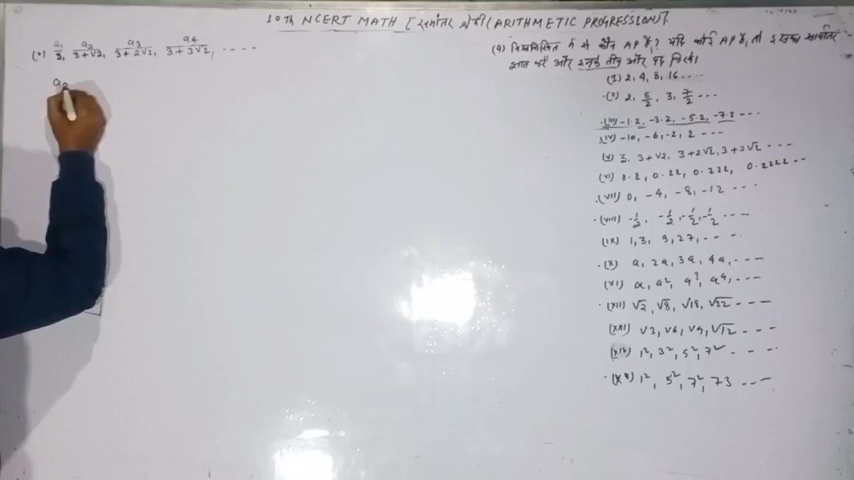 10th NCERT MATH [समांतर श्रेढी (ARITHMETIC PROGRESSION)]
a₁ a₂ a₃ a₄
(v) 3, 3+√2, 3+2√2, 3+3√2, ----
a₂
(4) निम्नलिखित में से कौन AP है? यदि कोई AP है, तो इसका सार्वांतर
ज्ञात करें और इनके तीन और पद लिखें।
(I) 2, 4, 8, 16 ...
(ii) 2, 5/2, 3, 7/2 ---
(iii) -1.2, -3.2, -5.2, -7.2 ---
(iv) -10, -6, -2, 2 ---
(v) 3, 3+√2, 3+2√2, 3+3√2 ----
(vi) 0.2, 0.22, 0.222, 0.2222 --
(vii) 0, -4, -8, -12 ---
(viii) -1/2, -1/2, -1/2, -1/2 ----
(ix) 1, 3, 9, 27, ----
(x) a, 2a, 3a, 4a, ----
(xi) a, a², a³, a⁴, ----
(xii) √2, √8, √18, √32 ----
(xiii) √3, √6, √9, √12 ----
(xiv) 1², 3², 5², 7² ----
(xv) 1², 5², 7², 73 ---